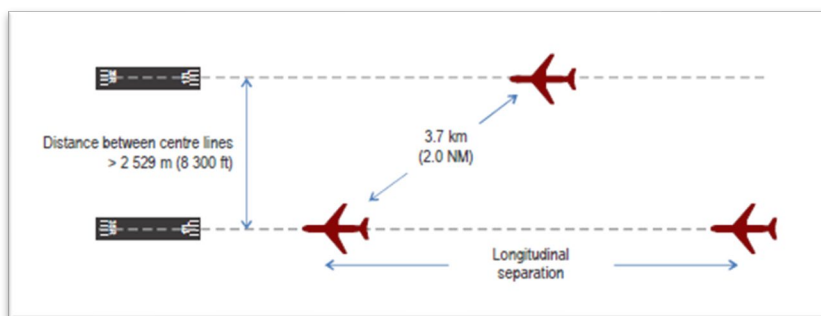 Distance between centre lines
> 2 529 m (8 300 ft)
3.7 km
(2.0 NM)
Longitudinal
separation